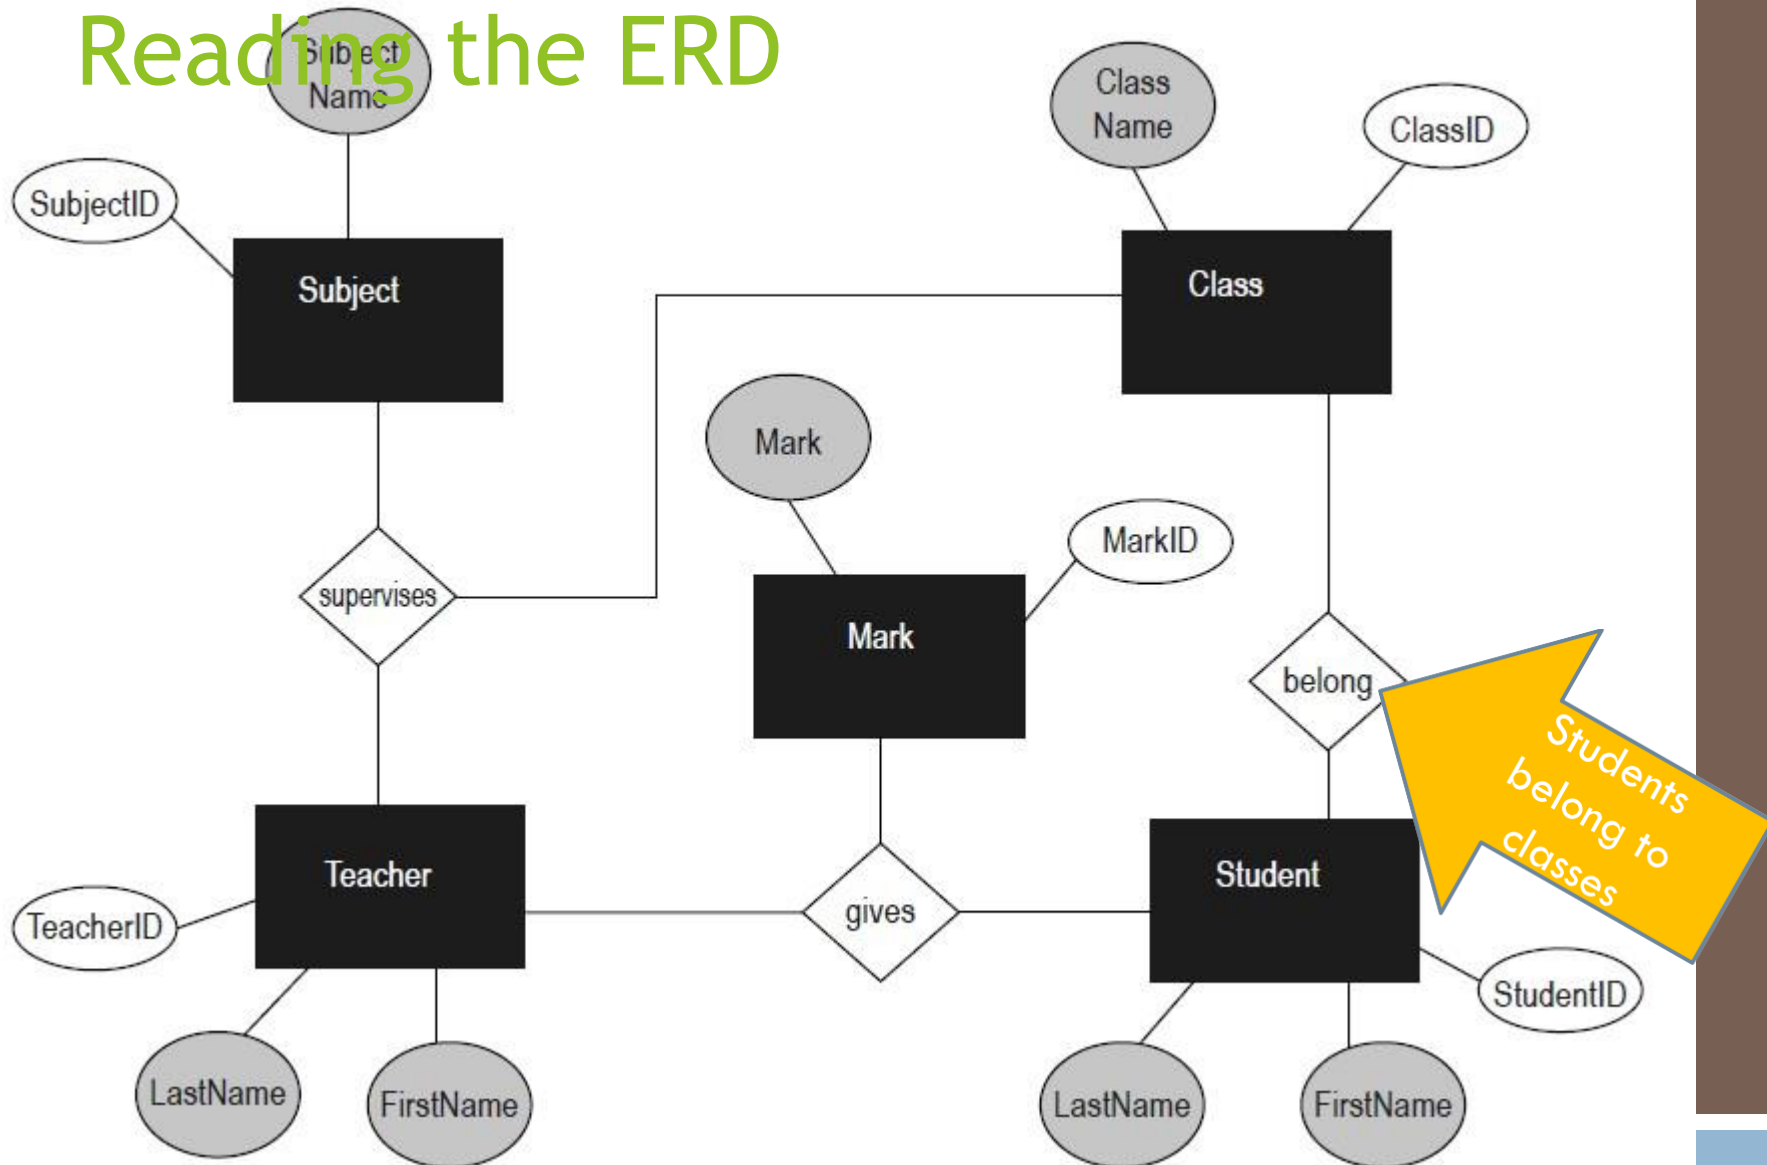 Reading the ERD
Subject
Name
Class
Name
ClassID
SubjectID
Subject
Class
Mark
MarkID
supervises
Mark
belong
Students
belong to
classes
Teacher
Student
TeacherID
gives
StudentID
LastName
FirstName
LastName
FirstName